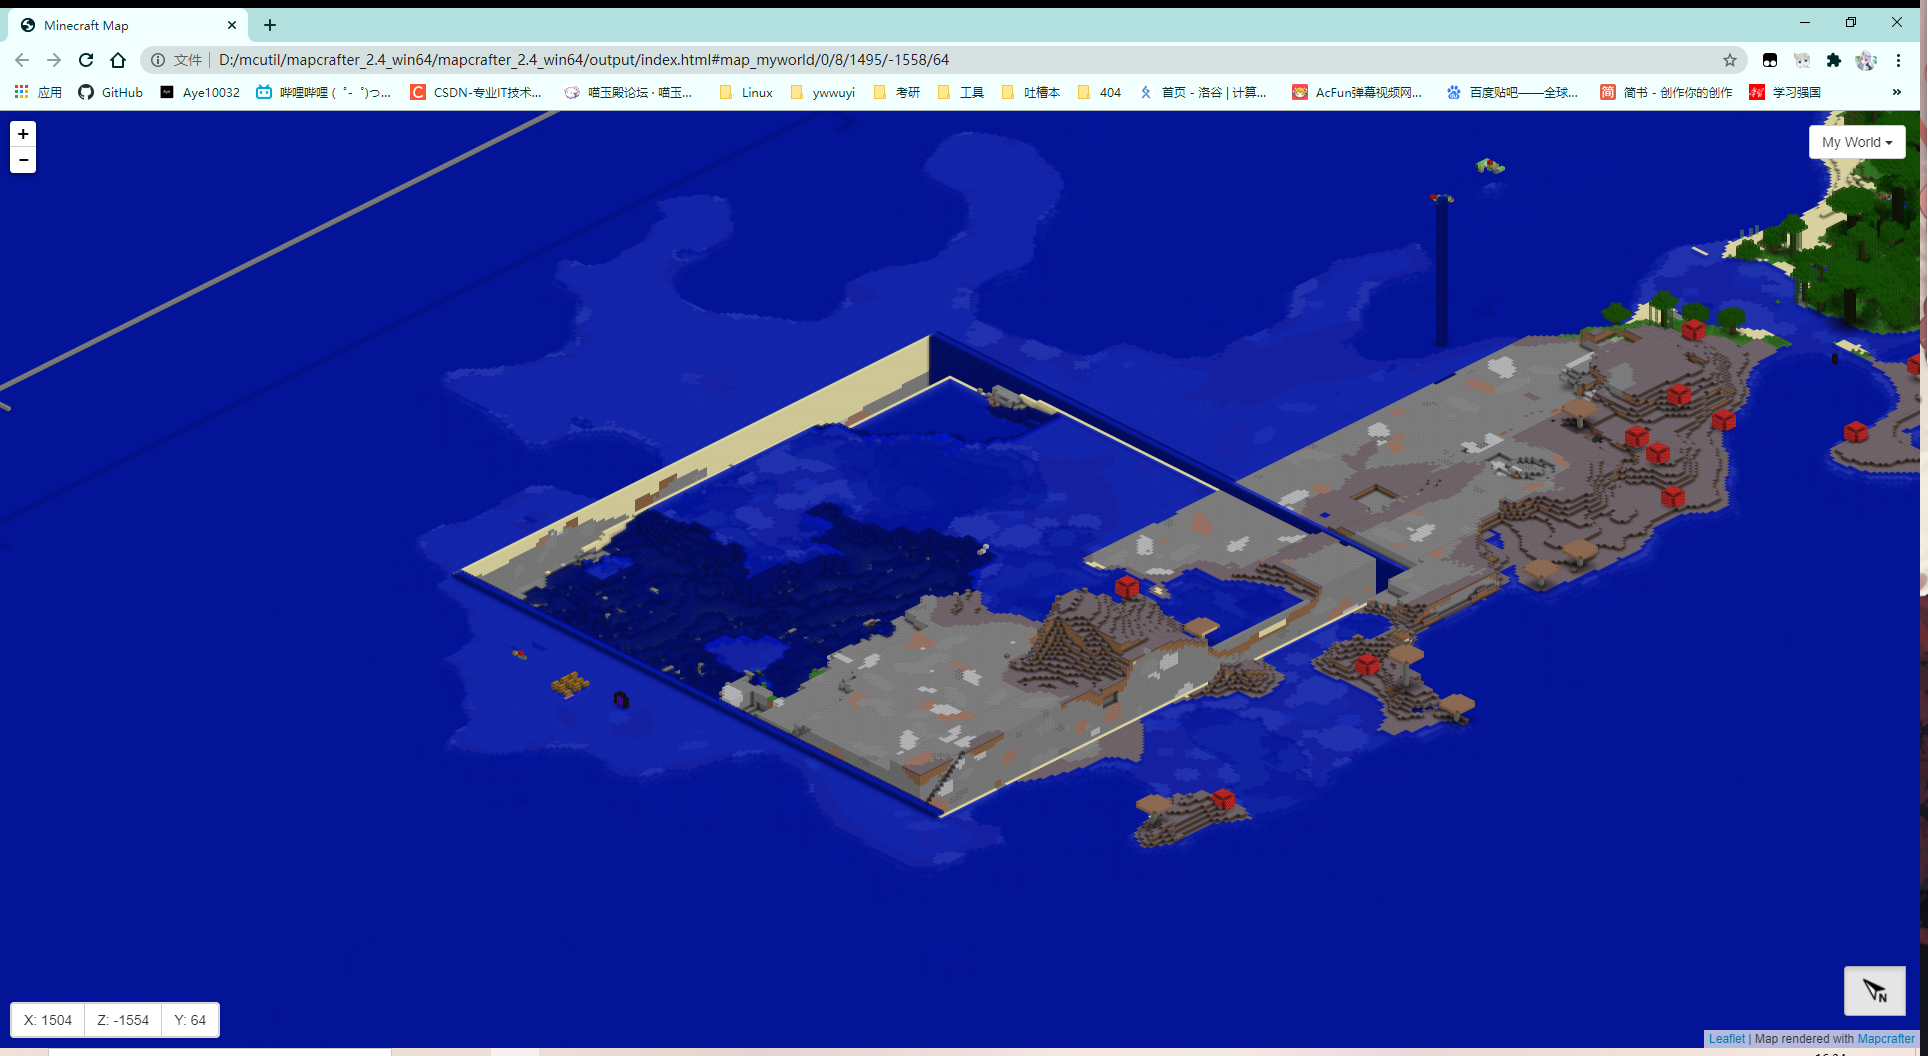 Minecraft Map
文件 | D:/mcutil/mapcrafter_2.4_win64/mapcrafter_2.4_win64/output/index.html#map_myworld/0/8/1495/-1558/64
应用 GitHub Aye10032 哔哩哔哩 ( ゜- ゜)つ... CSDN-专业IT技术... 喵玉殿论坛 · 喵玉... Linux ywwuyi 考研 工具 吐槽本 404 首页 - 洛谷 | 计算... AcFun弹幕视频网... 百度贴吧——全球... 简书 - 创作你的创作 学习强国 »
+
−
My World
N
X: 1504 Z: -1554 Y: 64
Leaflet | Map rendered with Mapcrafter